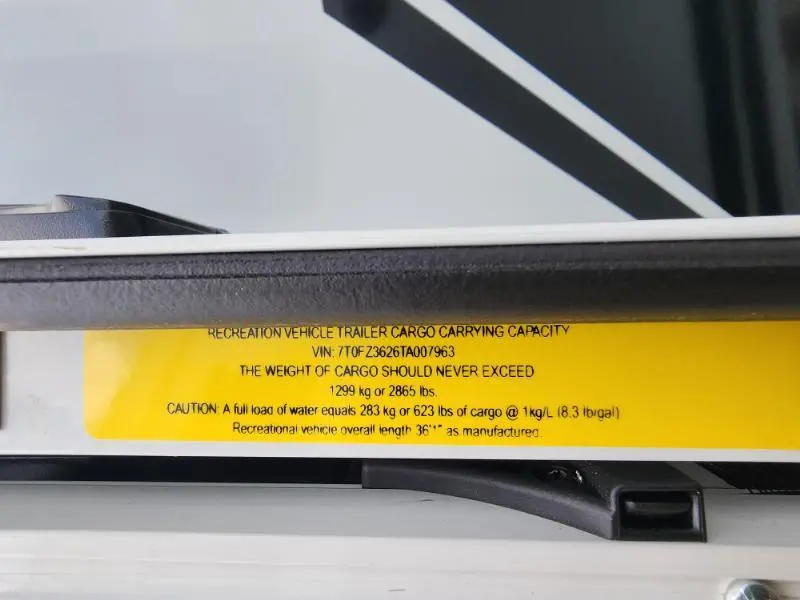 RECREATION VEHICLE TRAILER CARGO CARRYING CAPACITY
VIN: 7T0FZ3626TA007963
THE WEIGHT OF CARGO SHOULD NEVER EXCEED
1299 kg or 2865 lbs.
CAUTION: A full load of water equals 283 kg or 623 lbs of cargo @ 1kg/L (8.3 lb/gal)
Recreational vehicle overall length 36'1" as manufactured.